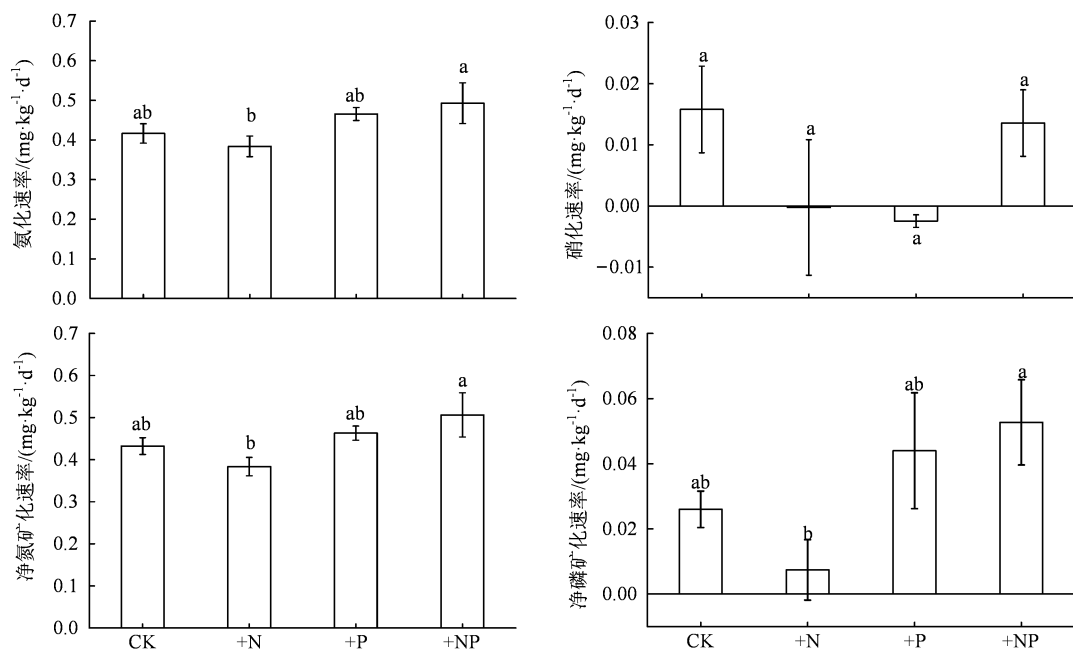 0.7
0.6
0.5
0.4
0.3
0.2
0.1
0.0
氨化速率/(mg·kg⁻¹·d⁻¹)
ab
b
ab
a
0.03
0.02
0.01
0.00
−0.01
硝化速率/(mg·kg⁻¹·d⁻¹)
a
a
a
a
0.7
0.6
0.5
0.4
0.3
0.2
0.1
0.0
净氮矿化速率/(mg·kg⁻¹·d⁻¹)
ab
b
ab
a
CK +N +P +NP
0.08
0.06
0.04
0.02
0.00
净磷矿化速率/(mg·kg⁻¹·d⁻¹)
ab
b
ab
a
CK +N +P +NP